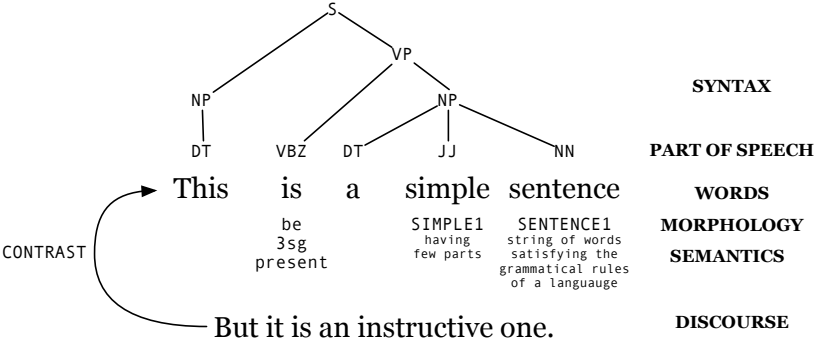 S
VP
NP NP SYNTAX
DT VBZ DT JJ NN PART OF SPEECH
This is a simple sentence WORDS
be SIMPLE1 SENTENCE1 MORPHOLOGY
3sg having string of words
present few parts satisfying the SEMANTICS
CONTRAST
grammatical rules
of a languauge
But it is an instructive one. DISCOURSE